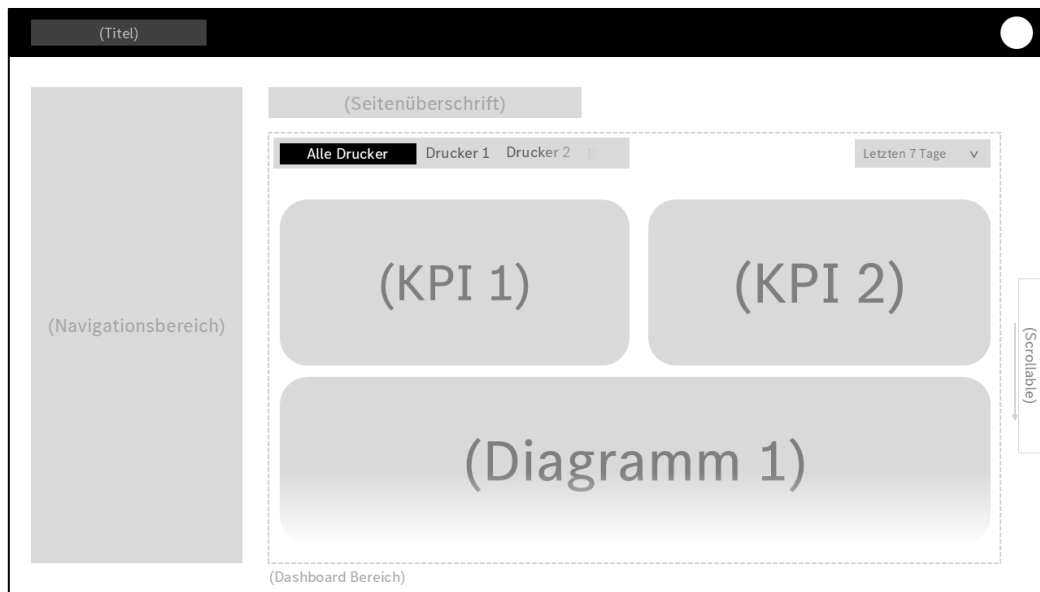 (Titel)
(Seitenüberschrift)
Alle Drucker Drucker 1 Drucker 2 D
Letzten 7 Tage
(Navigationsbereich)
(KPI 1)
(KPI 2)
(Diagramm 1)
(Scrollable)
(Dashboard Bereich)